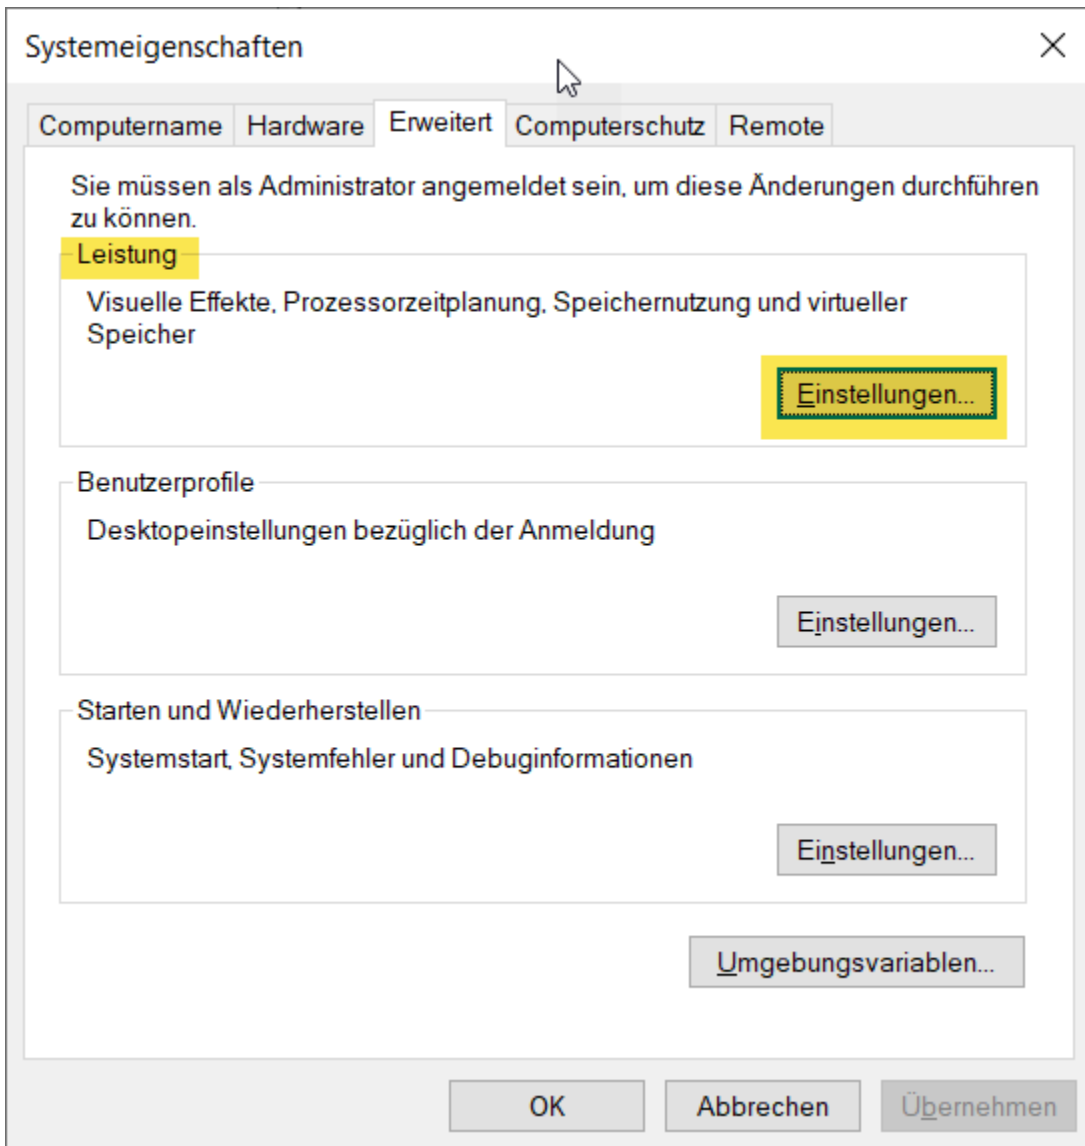 Systemeigenschaften
Computername Hardware Erweitert Computerschutz Remote
Sie müssen als Administrator angemeldet sein, um diese Änderungen durchführen
zu können.
Leistung
Visuelle Effekte, Prozessorzeitplanung, Speichernutzung und virtueller
Speicher
Einstellungen...
Benutzerprofile
Desktopeinstellungen bezüglich der Anmeldung
Einstellungen...
Starten und Wiederherstellen
Systemstart, Systemfehler und Debuginformationen
Einstellungen...
Umgebungsvariablen...
OK Abbrechen Übernehmen